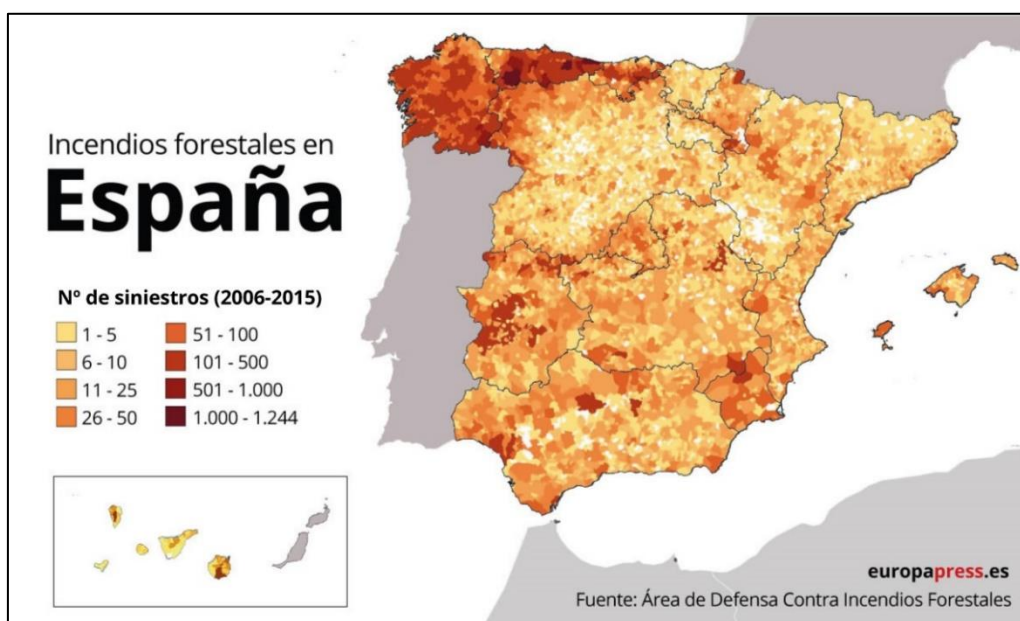 Incendios forestales en
España
Nº de siniestros (2006-2015)
1 - 5
6 - 10
11 - 25
26 - 50
51 - 100
101 - 500
501 - 1.000
1.000 - 1.244
europapress.es
Fuente: Área de Defensa Contra Incendios Forestales